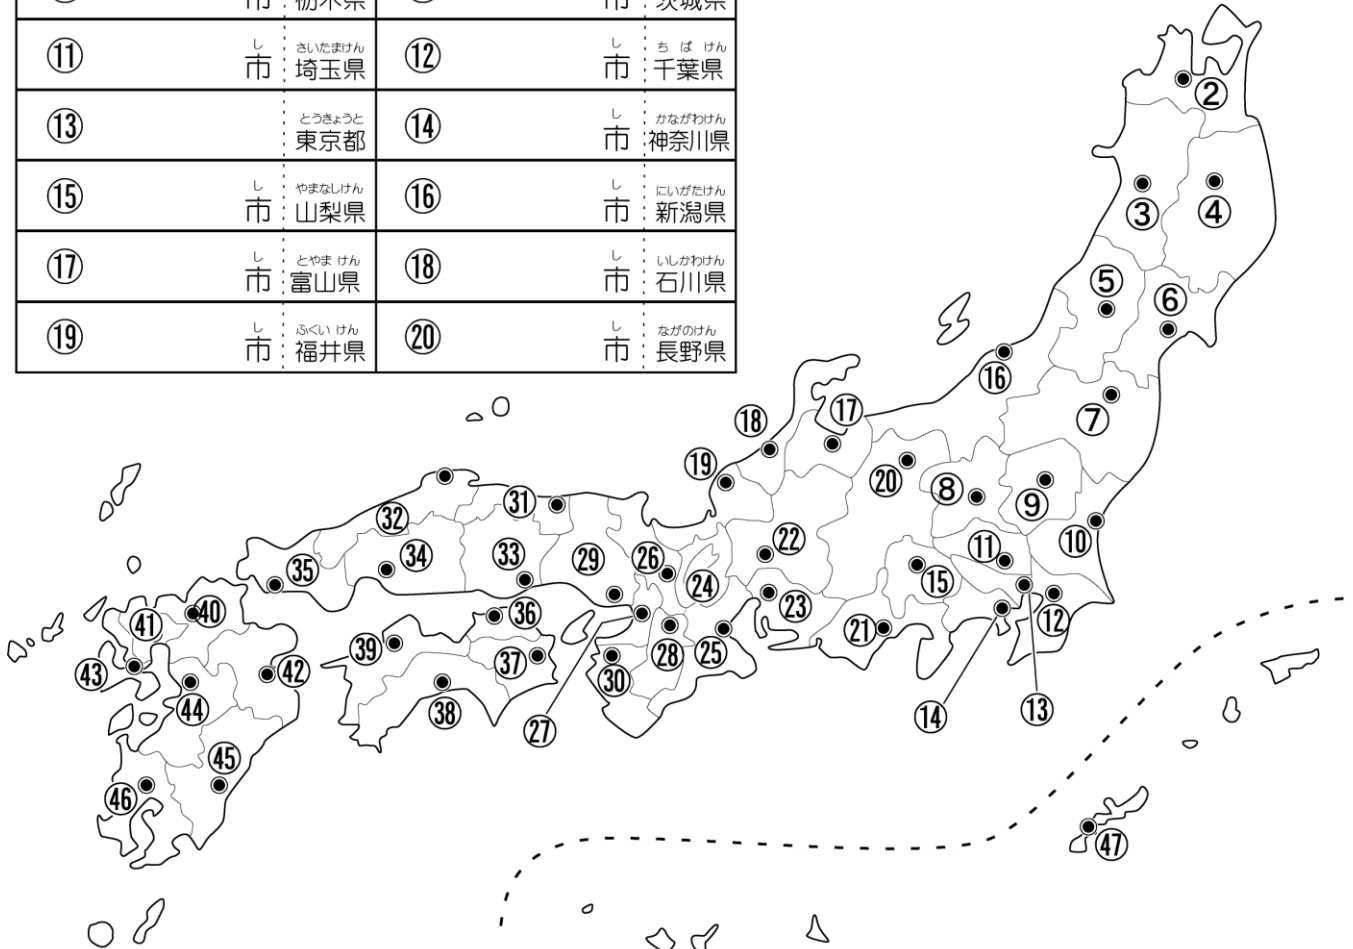 市 栃木県 市 茨城県
し さいたまけん し ちばけん
⑪ 市 埼玉県 ⑫ 市 千葉県
とうきょうと し かながわけん
⑬ 東京都 ⑭ 市 神奈川県
し やまなしけん し にいがたけん
⑮ 市 山梨県 ⑯ 市 新潟県
し とやまけん し いしかわけん
⑰ 市 富山県 ⑱ 市 石川県
し ふくいけん し ながのけん
⑲ 市 福井県 ⑳ 市 長野県
②
③ ④
⑤ ⑥
⑯
⑦
⑱ ⑰
⑲ ⑳ ⑧ ⑨
㉛
㉜ ⑩
㉟ ㉞ ㉝ ㉙ ㉖ ㉔ ㉒ ⑮ ⑪
㊶ ㊵ ㊱ ㉓ ⑫
㊸ ㊷ ㊴ ㊲ ㉚ ㉘ ㉕ ㉑
㊹ ㊳ ㉗ ⑭ ⑬
㊺
㊻ ㊼